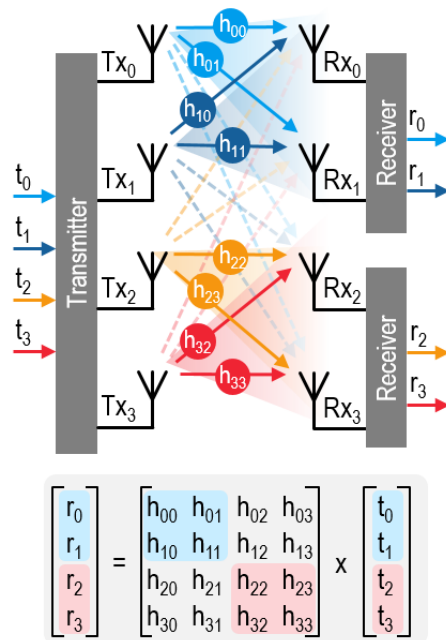 Tx0
h00
Rx0
h01
h10
Receiver
r0
r1
Tx1
h11
Rx1
t0
t1
t2
t3
Transmitter
Tx2
h22
Rx2
h23
h32
Receiver
r2
r3
Tx3
h33
Rx3
r0 h00 h01 h02 h03 t0
r1 = h10 h11 h12 h13 x t1
r2 h20 h21 h22 h23 t2
r3 h30 h31 h32 h33 t3